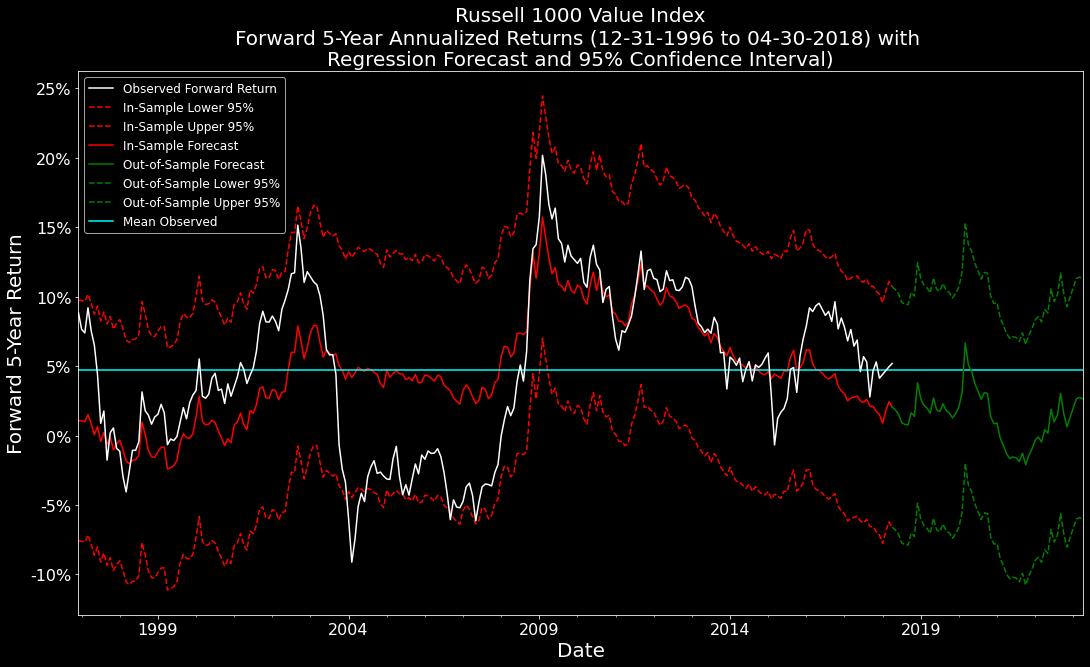 Russell 1000 Value Index
Forward 5-Year Annualized Returns (12-31-1996 to 04-30-2018) with
Regression Forecast and 95% Confidence Interval)
Observed Forward Return
In-Sample Lower 95%
In-Sample Upper 95%
In-Sample Forecast
Out-of-Sample Forecast
Out-of-Sample Lower 95%
Out-of-Sample Upper 95%
Mean Observed
Forward 5-Year Return
25%
20%
15%
10%
5%
0%
-5%
-10%
1999
2004
2009
2014
2019
Date